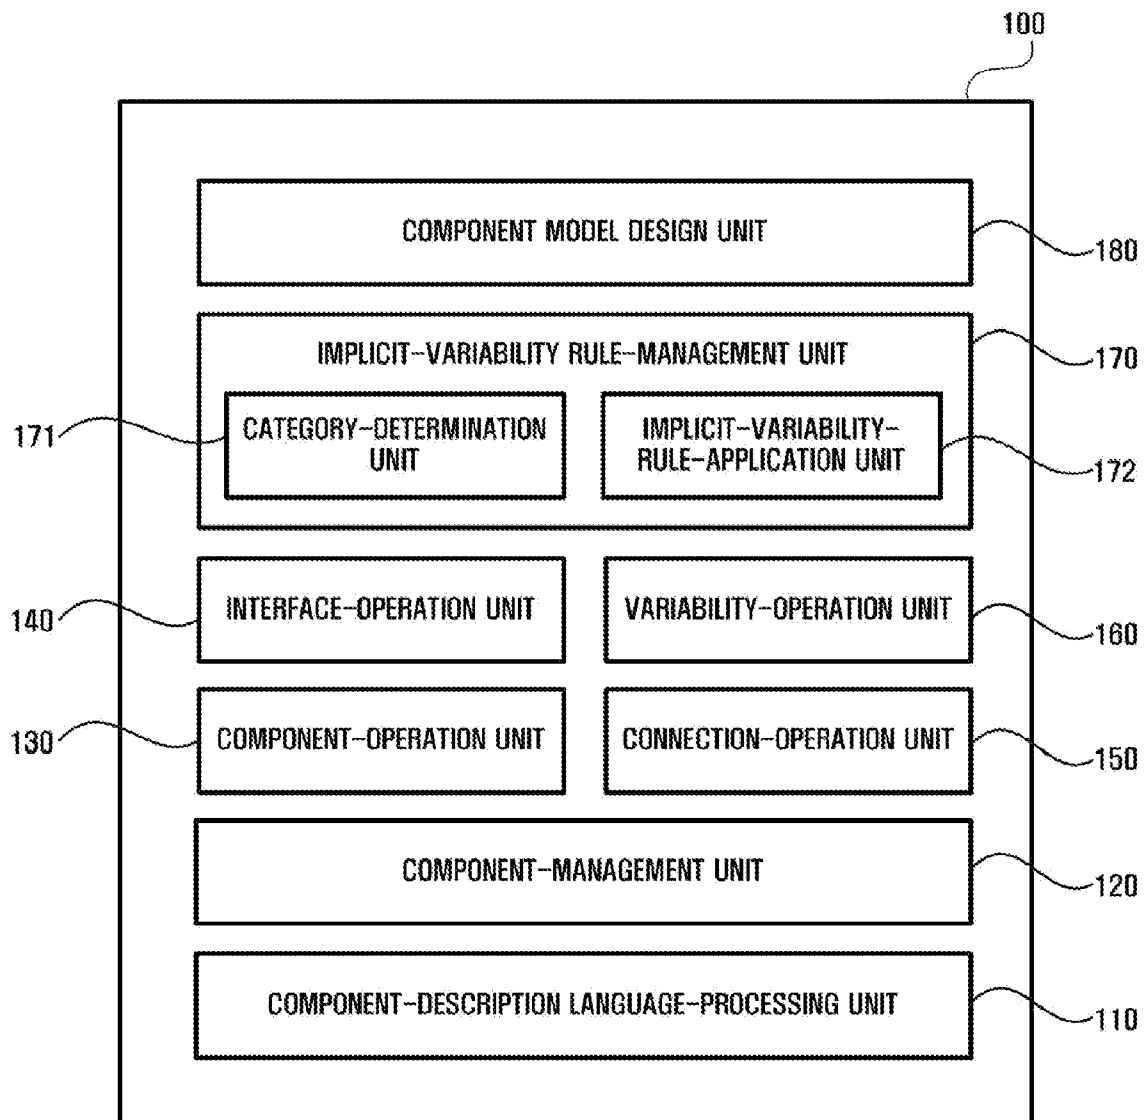 100
COMPONENT MODEL DESIGN UNIT
180
IMPLICIT-VARIABILITY RULE-MANAGEMENT UNIT
170
171
CATEGORY-DETERMINATION
UNIT
IMPLICIT-VARIABILITY-
RULE-APPLICATION UNIT
172
140
INTERFACE-OPERATION UNIT
VARIABILITY-OPERATION UNIT
160
130
COMPONENT-OPERATION UNIT
CONNECTION-OPERATION UNIT
150
COMPONENT-MANAGEMENT UNIT
120
COMPONENT-DESCRIPTION LANGUAGE-PROCESSING UNIT
110